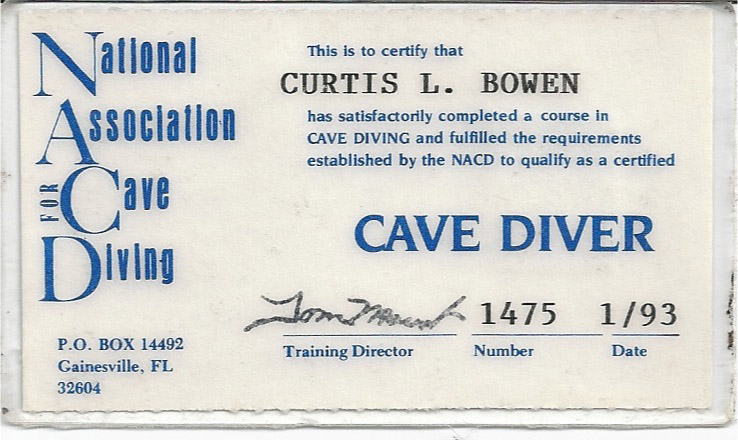 National
Association
FOR Cave
Diving
P.O. BOX 14492
Gainesville, FL
32604
This is to certify that
CURTIS L. BOWEN
has satisfactorily completed a course in
CAVE DIVING and fulfilled the requirements
established by the NACD to qualify as a certified
CAVE DIVER
Tom
1475
1/93
Training Director
Number
Date